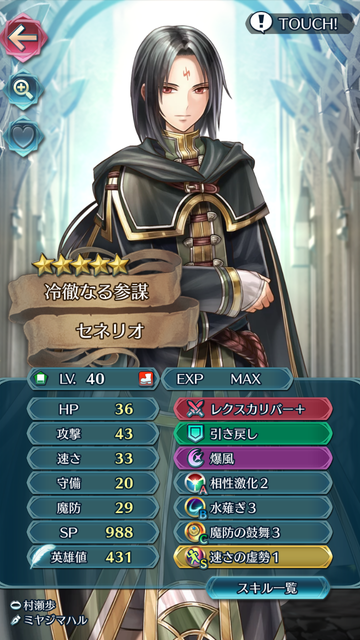 TOUCH!
冷徹なる参謀
セネリオ
LV. 40
EXP MAX
HP 36
攻撃 43
速さ 33
守備 20
魔防 29
SP 988
英雄値 431
レクスカリバー+
引き戻し
爆風
A 相性激化2
B 水薙ぎ3
C 魔防の鼓舞3
S 速さの虚勢1
スキル一覧
村瀬歩
ミヤジマハル